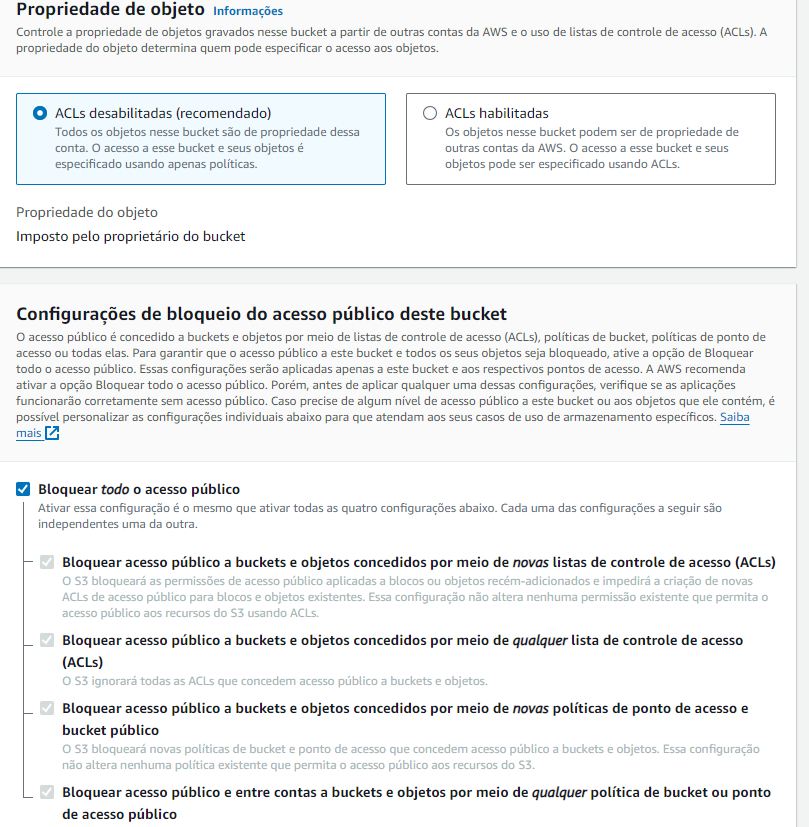 Propriedade de objeto Informações
Controle a propriedade de objetos gravados nesse bucket a partir de outras contas da AWS e o uso de listas de controle de acesso (ACLs). A
propriedade do objeto determina quem pode especificar o acesso aos objetos.
ACLs desabilitadas (recomendado)
Todos os objetos nesse bucket são de propriedade dessa
conta. O acesso a esse bucket e seus objetos é
especificado usando apenas políticas.
ACLs habilitadas
Os objetos nesse bucket podem ser de propriedade de
outras contas da AWS. O acesso a esse bucket e seus
objetos pode ser especificado usando ACLs.
Propriedade do objeto
Imposto pelo proprietário do bucket
Configurações de bloqueio do acesso público deste bucket
O acesso público é concedido a buckets e objetos por meio de listas de controle de acesso (ACLs), políticas de bucket, políticas de ponto de
acesso ou todas elas. Para garantir que o acesso público a este bucket e todos os seus objetos seja bloqueado, ative a opção de Bloquear
todo o acesso público. Essas configurações serão aplicadas apenas a este bucket e aos respectivos pontos de acesso. A AWS recomenda
ativar a opção Bloquear todo o acesso público. Porém, antes de aplicar qualquer uma dessas configurações, verifique se as aplicações
funcionarão corretamente sem acesso público. Caso precise de algum nível de acesso público a este bucket ou aos objetos que ele contém, é
possível personalizar as configurações individuais abaixo para que atendam aos seus casos de uso de armazenamento específicos. Saiba
mais
Bloquear todo o acesso público
Ativar essa configuração é o mesmo que ativar todas as quatro configurações abaixo. Cada uma das configurações a seguir são
independentes uma da outra.
Bloquear acesso público a buckets e objetos concedidos por meio de novas listas de controle de acesso (ACLs)
O S3 bloqueará as permissões de acesso público aplicadas a blocos ou objetos recém-adicionados e impedirá a criação de novas
ACLs de acesso público para blocos e objetos existentes. Essa configuração não altera nenhuma permissão existente que permita o
acesso público aos recursos do S3 usando ACLs.
Bloquear acesso público a buckets e objetos concedidos por meio de qualquer lista de controle de acesso
(ACLs)
O S3 ignorará todas as ACLs que concedem acesso público a buckets e objetos.
Bloquear acesso público a buckets e objetos concedidos por meio de novas políticas de ponto de acesso e
bucket público
O S3 bloqueará novas políticas de bucket e ponto de acesso que concedem acesso público a buckets e objetos. Essa configuração
não altera nenhuma política existente que permita o acesso público aos recursos do S3.
Bloquear acesso público e entre contas a buckets e objetos por meio de qualquer política de bucket ou ponto
de acesso público